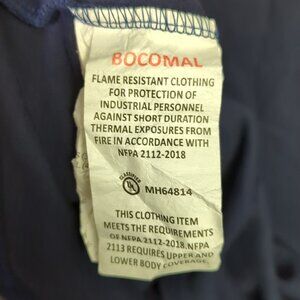 BOCOMAL
FLAME RESISTANT CLOTHING
FOR PROTECTION OF
INDUSTRIAL PERSONNEL
AGAINST SHORT DURATION
THERMAL EXPOSURES FROM
FIRE IN ACCORDANCE WITH
NFPA 2112-2018
CLASSIFIED
UL MH64814
THIS CLOTHING ITEM
MEETS THE REQUIREMENTS
OF NFPA 2112-2018.NFPA
2113 REQUIRES UPPER AND
LOWER BODY COVERAGE.